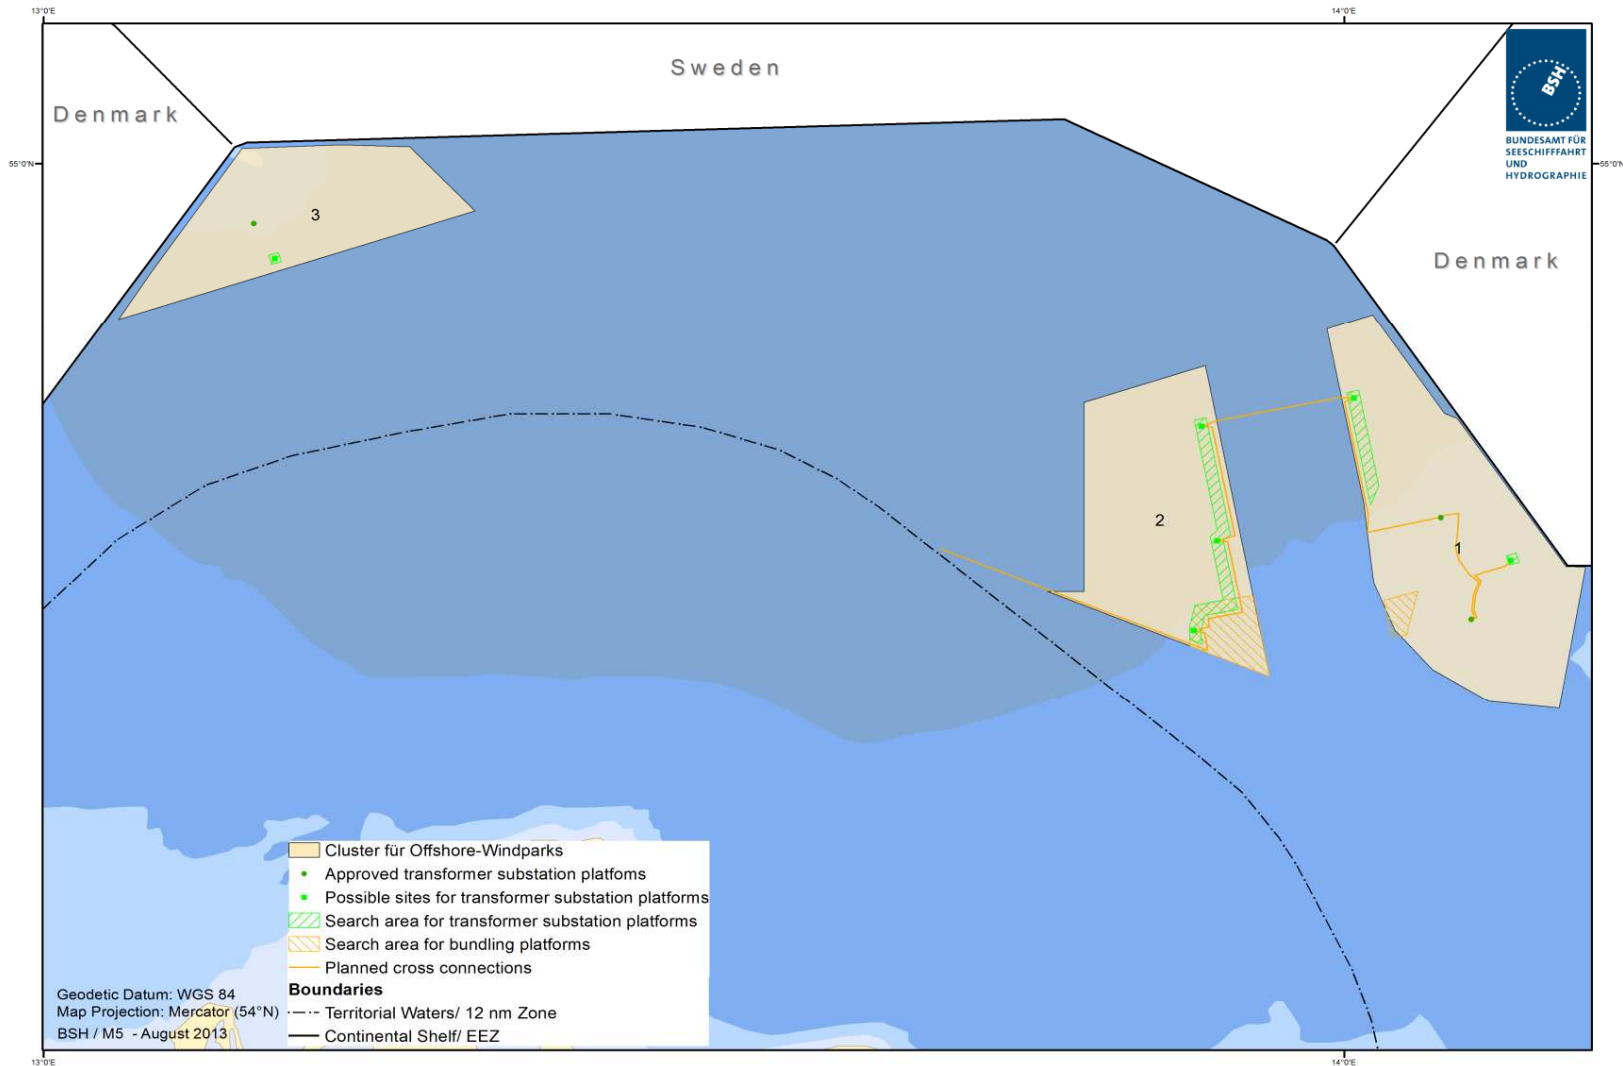 13°0'E
14°0'E
Sweden
Denmark
BSH
BUNDESAMT FÜR
SEESCHIFFFAHRT
UND
HYDROGRAPHIE
55°0'N
55°0'N
3
Denmark
2
1
Cluster für Offshore-Windparks
Approved transformer substation platfoms
Possible sites for transformer substation platforms
Search area for transformer substation platforms
Search area for bundling platforms
Planned cross connections
Boundaries
Territorial Waters/ 12 nm Zone
Continental Shelf/ EEZ
Geodetic Datum: WGS 84
Map Projection: Mercator (54°N)
BSH / M5 - August 2013
13°0'E
14°0'E